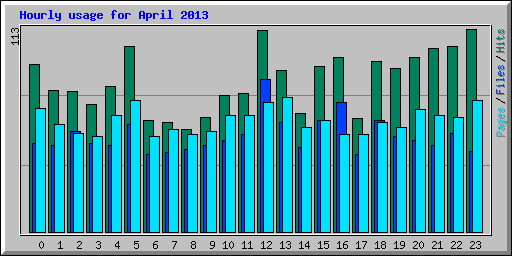 Hourly usage for April 2013
113
Pages / Files / Hits
0 1 2 3 4 5 6 7 8 9 10 11 12 13 14 15 16 17 18 19 20 21 22 23